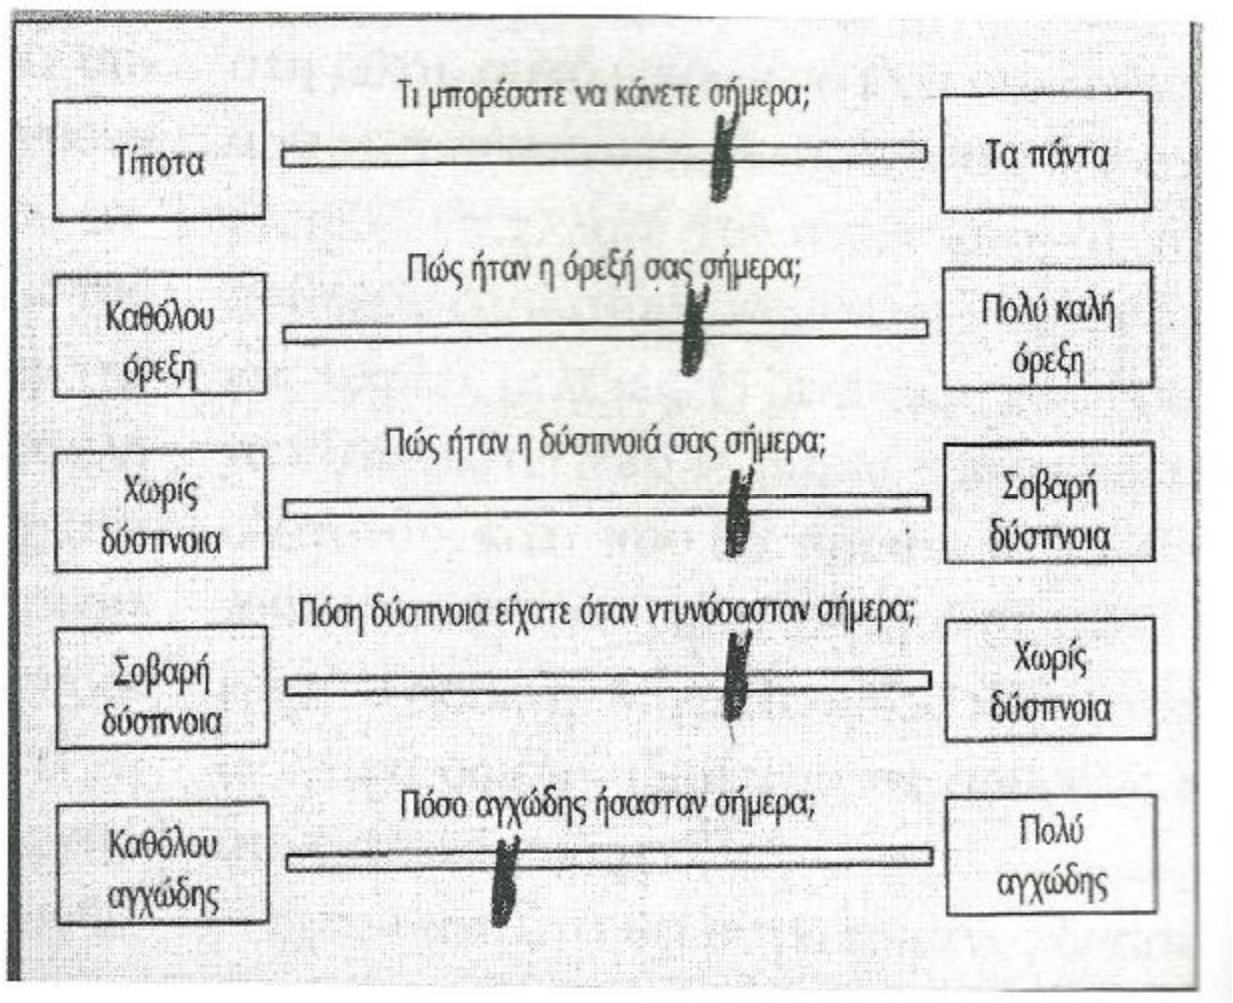 Τι μπορέσατε να κάνετε σήμερα;
Τίποτα
Τα πάντα
Πώς ήταν η όρεξή σας σήμερα;
Καθόλου
όρεξη
Πολύ καλή
όρεξη
Πώς ήταν η δύσπνοιά σας σήμερα;
Χωρίς
δύσπνοια
Σοβαρή
δύσπνοια
Πόση δύσπνοια είχατε όταν ντυνόσασταν σήμερα;
Σοβαρή
δύσπνοια
Χωρίς
δύσπνοια
Πόσο αγχώδης ήσασταν σήμερα;
Καθόλου
αγχώδης
Πολύ
αγχώδης